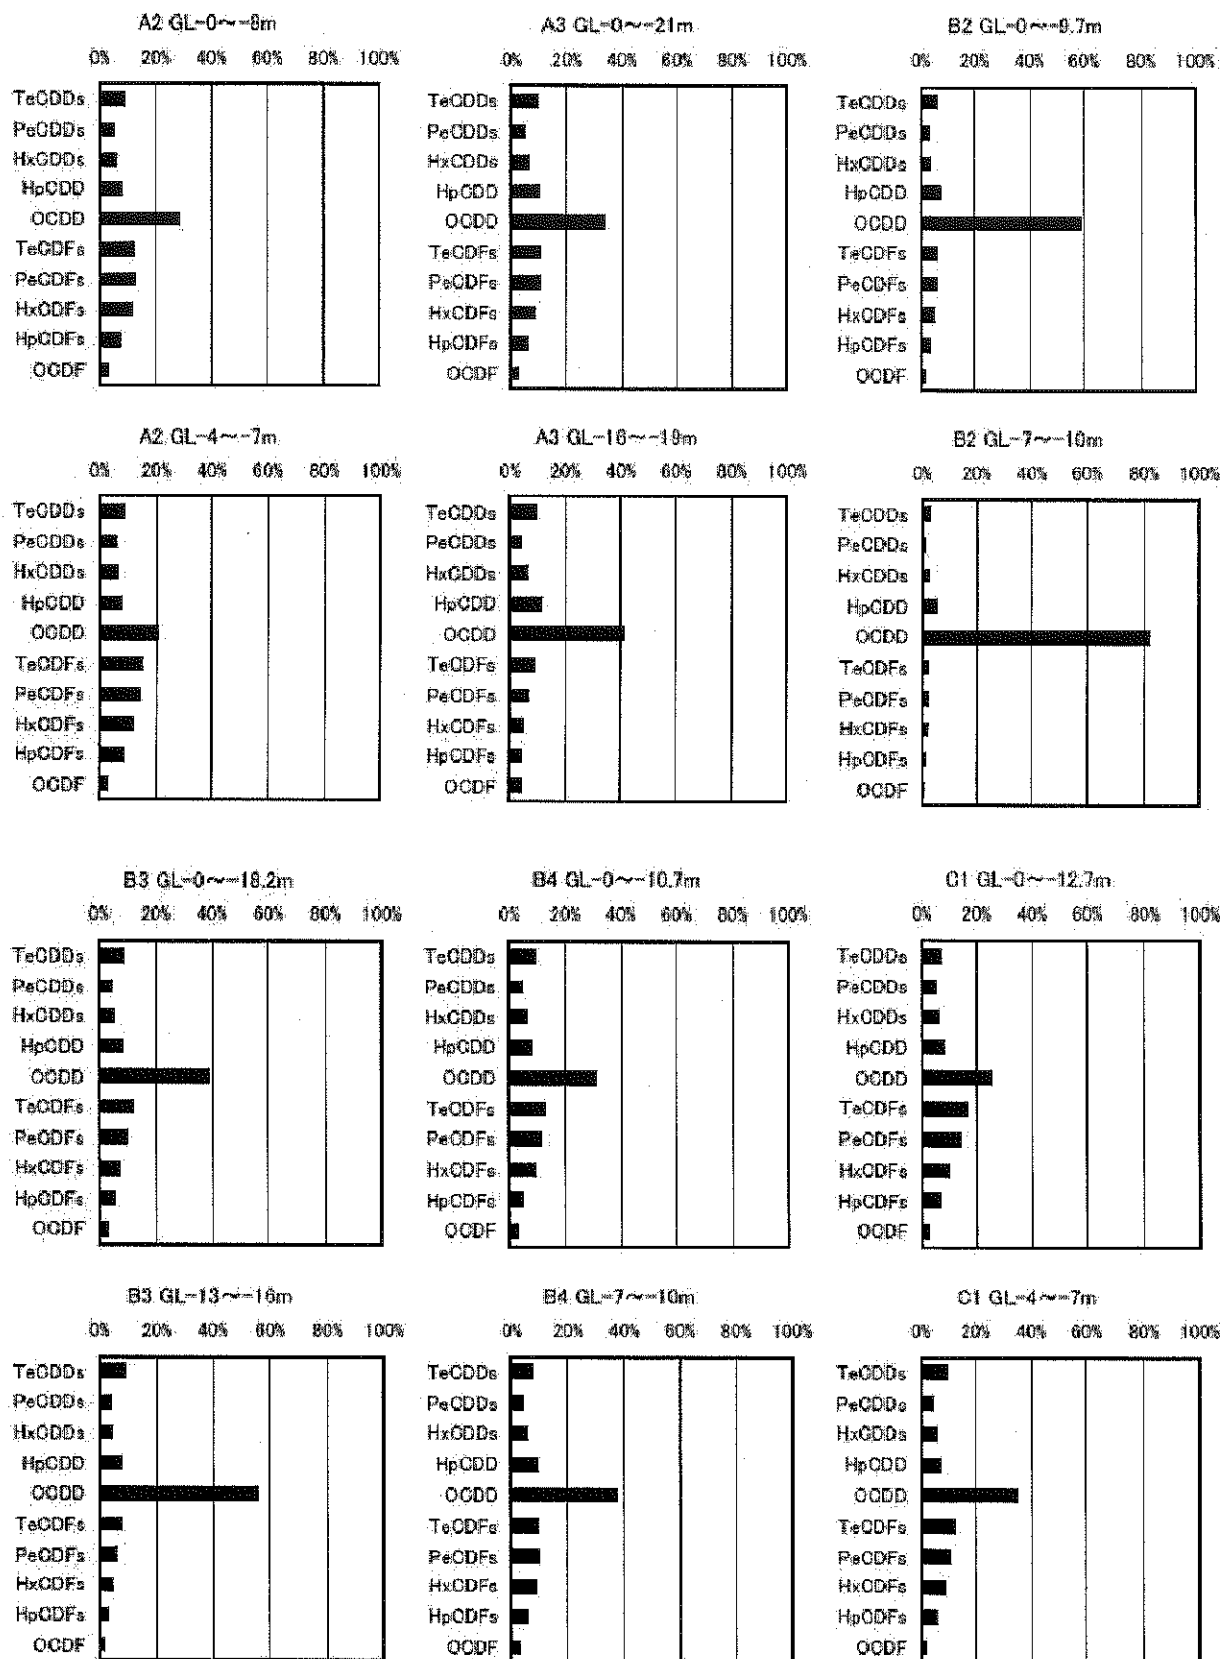 A2 GL-0~-8m
0% 20% 40% 60% 80% 100%
TeCDDs
PeCDDs
HxCDDs
HpCDD
OCDD
TeCDFs
PeCDFs
HxCDFs
HpCDFs
OCDF
A3 GL-0~-21m
0% 20% 40% 60% 80% 100%
TeCDDs
PeCDDs
HxCDDs
HpCDD
OCDD
TeCDFs
PeCDFs
HxCDFs
HpCDFs
OCDF
B2 GL-0~-9.7m
0% 20% 40% 60% 80% 100%
TeCDDs
PeCDDs
HxCDDs
HpCDD
OCDD
TeCDFs
PeCDFs
HxCDFs
HpCDFs
OCDF
A2 GL-4~-7m
0% 20% 40% 60% 80% 100%
TeCDDs
PeCDDs
HxCDDs
HpCDD
OCDD
TeCDFs
PeCDFs
HxCDFs
HpCDFs
OCDF
A3 GL-16~-19m
0% 20% 40% 60% 80% 100%
TeCDDs
PeCDDs
HxCDDs
HpCDD
OCDD
TeCDFs
PeCDFs
HxCDFs
HpCDFs
OCDF
B2 GL-7~-10m
0% 20% 40% 60% 80% 100%
TeCDDs
PeCDDs
HxCDDs
HpCDD
OCDD
TeCDFs
PeCDFs
HxCDFs
HpCDFs
OCDF
B3 GL-0~-18.2m
0% 20% 40% 60% 80% 100%
TeCDDs
PeCDDs
HxCDDs
HpCDD
OCDD
TeCDFs
PeCDFs
HxCDFs
HpCDFs
OCDF
B4 GL-0~-10.7m
0% 20% 40% 60% 80% 100%
TeCDDs
PeCDDs
HxCDDs
HpCDD
OCDD
TeCDFs
PeCDFs
HxCDFs
HpCDFs
OCDF
C1 GL-0~-12.7m
0% 20% 40% 60% 80% 100%
TeCDDs
PeCDDs
HxCDDs
HpCDD
OCDD
TeCDFs
PeCDFs
HxCDFs
HpCDFs
OCDF
B3 GL-13~-16m
0% 20% 40% 60% 80% 100%
TeCDDs
PeCDDs
HxCDDs
HpCDD
OCDD
TeCDFs
PeCDFs
HxCDFs
HpCDFs
OCDF
B4 GL-7~-10m
0% 20% 40% 60% 80% 100%
TeCDDs
PeCDDs
HxCDDs
HpCDD
OCDD
TeCDFs
PeCDFs
HxCDFs
HpCDFs
OCDF
C1 GL-4~-7m
0% 20% 40% 60% 80% 100%
TeCDDs
PeCDDs
HxCDDs
HpCDD
OCDD
TeCDFs
PeCDFs
HxCDFs
HpCDFs
OCDF